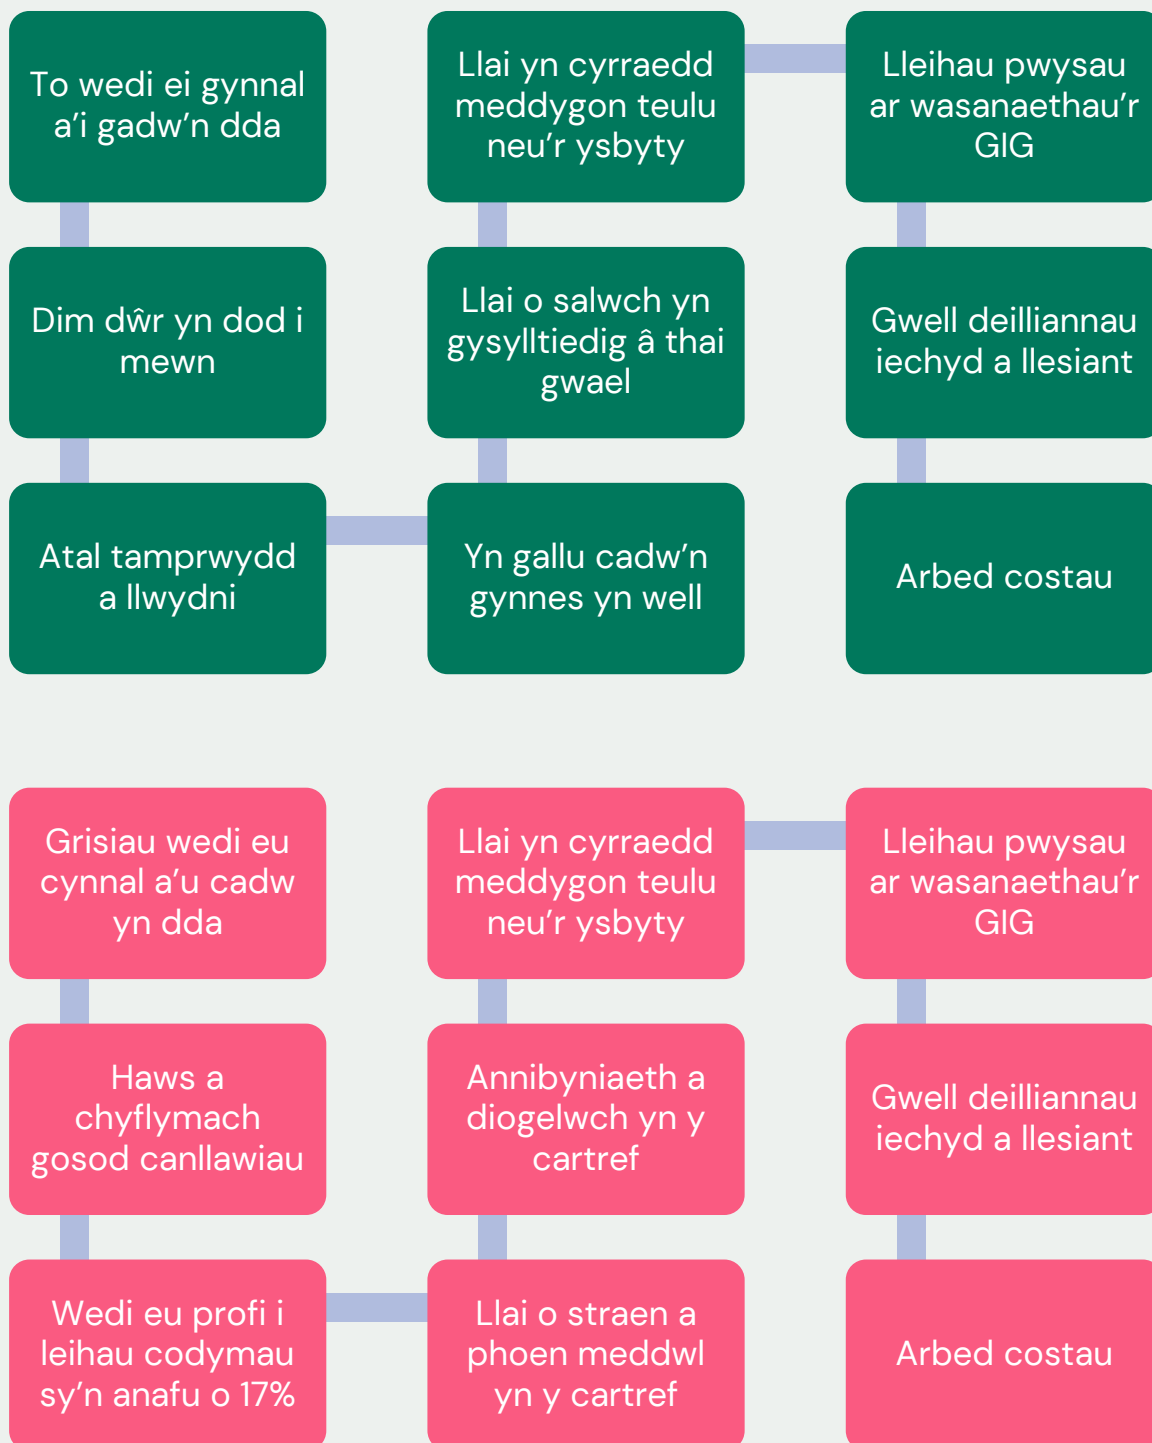 To wedi ei gynnal
a’i gadw’n dda
Dim dŵr yn dod i
mewn
Atal tamprwydd
a llwydni
Yn gallu cadw’n
gynnes yn well
Llai o salwch yn
gysylltiedig â thai
gwael
Llai yn cyrraedd
meddygon teulu
neu’r ysbyty
Lleihau pwysau
ar wasanaethau’r
GIG
Gwell deilliannau
iechyd a llesiant
Arbed costau
Grisiau wedi eu
cynnal a’u cadw
yn dda
Haws a
chyflymach
gosod canllawiau
Wedi eu profi i
leihau codymau
sy’n anafu o 17%
Llai o straen a
phoen meddwl
yn y cartref
Annibyniaeth a
diogelwch yn y
cartref
Llai yn cyrraedd
meddygon teulu
neu’r ysbyty
Lleihau pwysau
ar wasanaethau’r
GIG
Gwell deilliannau
iechyd a llesiant
Arbed costau